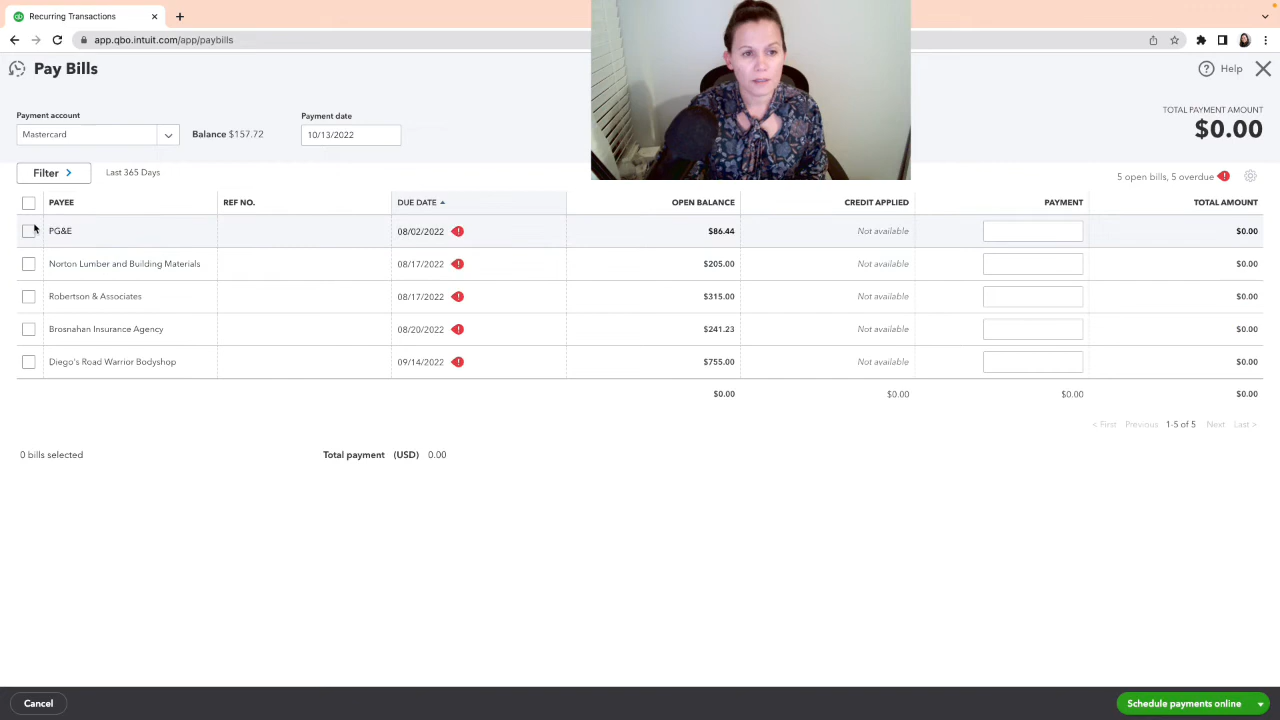 Recurring Transactions
app.qbo.intuit.com/app/paybills
Pay Bills
Help
Payment account
Mastercard
Balance $157.72
Payment date
10/13/2022
TOTAL PAYMENT AMOUNT
$0.00
Filter
Last 365 Days
5 open bills, 5 overdue
PAYEE REF NO. DUE DATE OPEN BALANCE CREDIT APPLIED PAYMENT TOTAL AMOUNT
PG&E 08/02/2022 $86.44 Not available $0.00
Norton Lumber and Building Materials 08/17/2022 $205.00 Not available $0.00
Robertson & Associates 08/17/2022 $315.00 Not available $0.00
Brosnahan Insurance Agency 08/20/2022 $241.23 Not available $0.00
Diego's Road Warrior Bodyshop 09/14/2022 $755.00 Not available $0.00
$0.00 $0.00 $0.00 $0.00
< First Previous 1-5 of 5 Next Last >
0 bills selected Total payment (USD) 0.00
Cancel
Schedule payments online